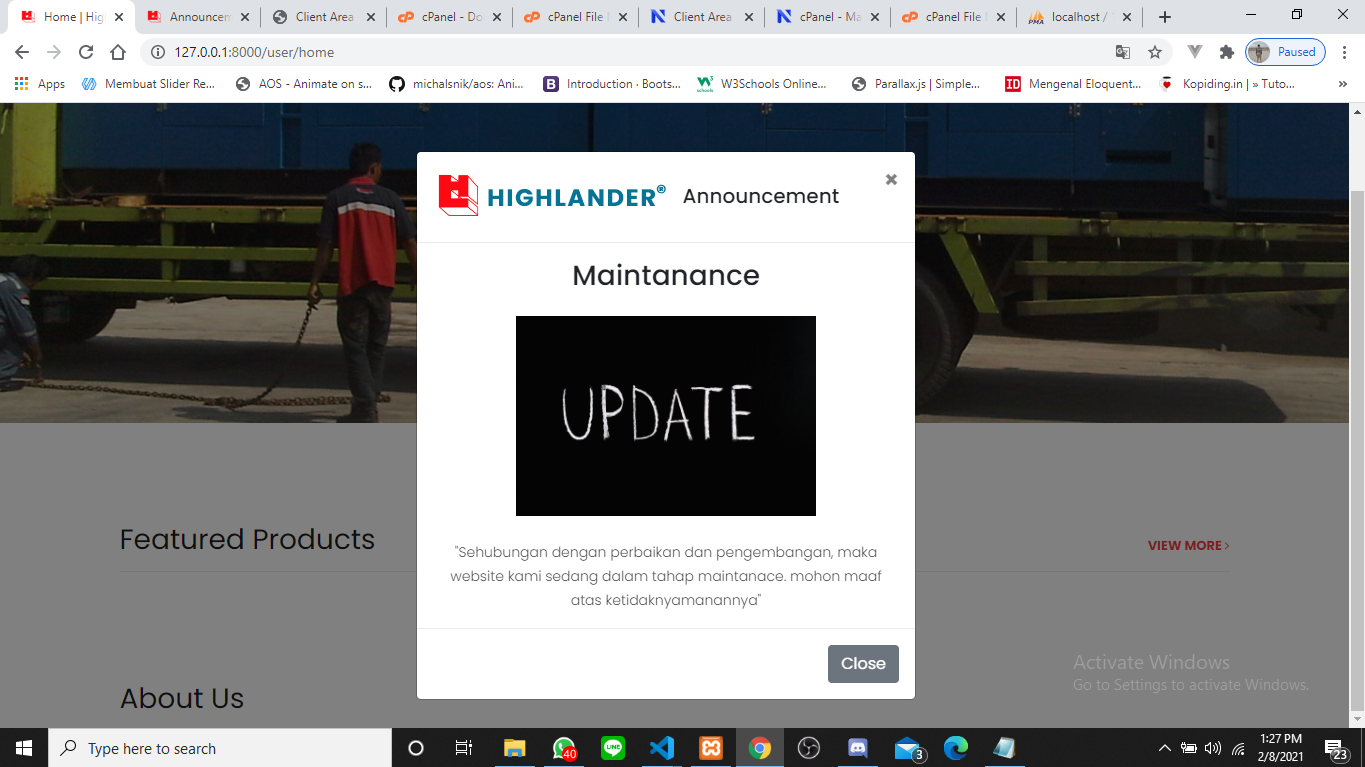 Home | Hig
Announcem
Client Area
cPanel - Do
cPanel File M
Client Area
cPanel - Ma
cPanel File M
localhost /
127.0.0.1:8000/user/home
Paused
Apps
Membuat Slider Re...
AOS - Animate on s...
michalsnik/aos: Ani...
Introduction · Boots...
W3Schools Online...
Parallax.js | Simple...
Mengenal Eloquent...
Kopiding.in | » Tuto...
»
HIGHLANDER® Announcement
Maintanance
UPDATE
"Sehubungan dengan perbaikan dan pengembangan, maka
website kami sedang dalam tahap maintanace. mohon maaf
atas ketidaknyamanannya"
Close
Featured Products
VIEW MORE
About Us
Activate Windows
Go to Settings to activate Windows.
Type here to search
40
LINE
3
1:27 PM
2/8/2021
23